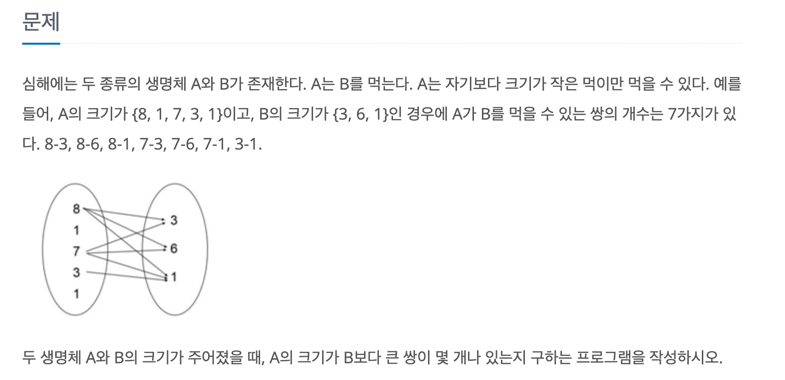 문제
심해에는 두 종류의 생명체 A와 B가 존재한다. A는 B를 먹는다. A는 자기보다 크기가 작은 먹이만 먹을 수 있다. 예를
들어, A의 크기가 {8, 1, 7, 3, 1}이고, B의 크기가 {3, 6, 1}인 경우에 A가 B를 먹을 수 있는 쌍의 개수는 7가지가 있
다. 8-3, 8-6, 8-1, 7-3, 7-6, 7-1, 3-1.
8
1
7
3
1
3
6
1
두 생명체 A와 B의 크기가 주어졌을 때, A의 크기가 B보다 큰 쌍이 몇 개나 있는지 구하는 프로그램을 작성하시오.